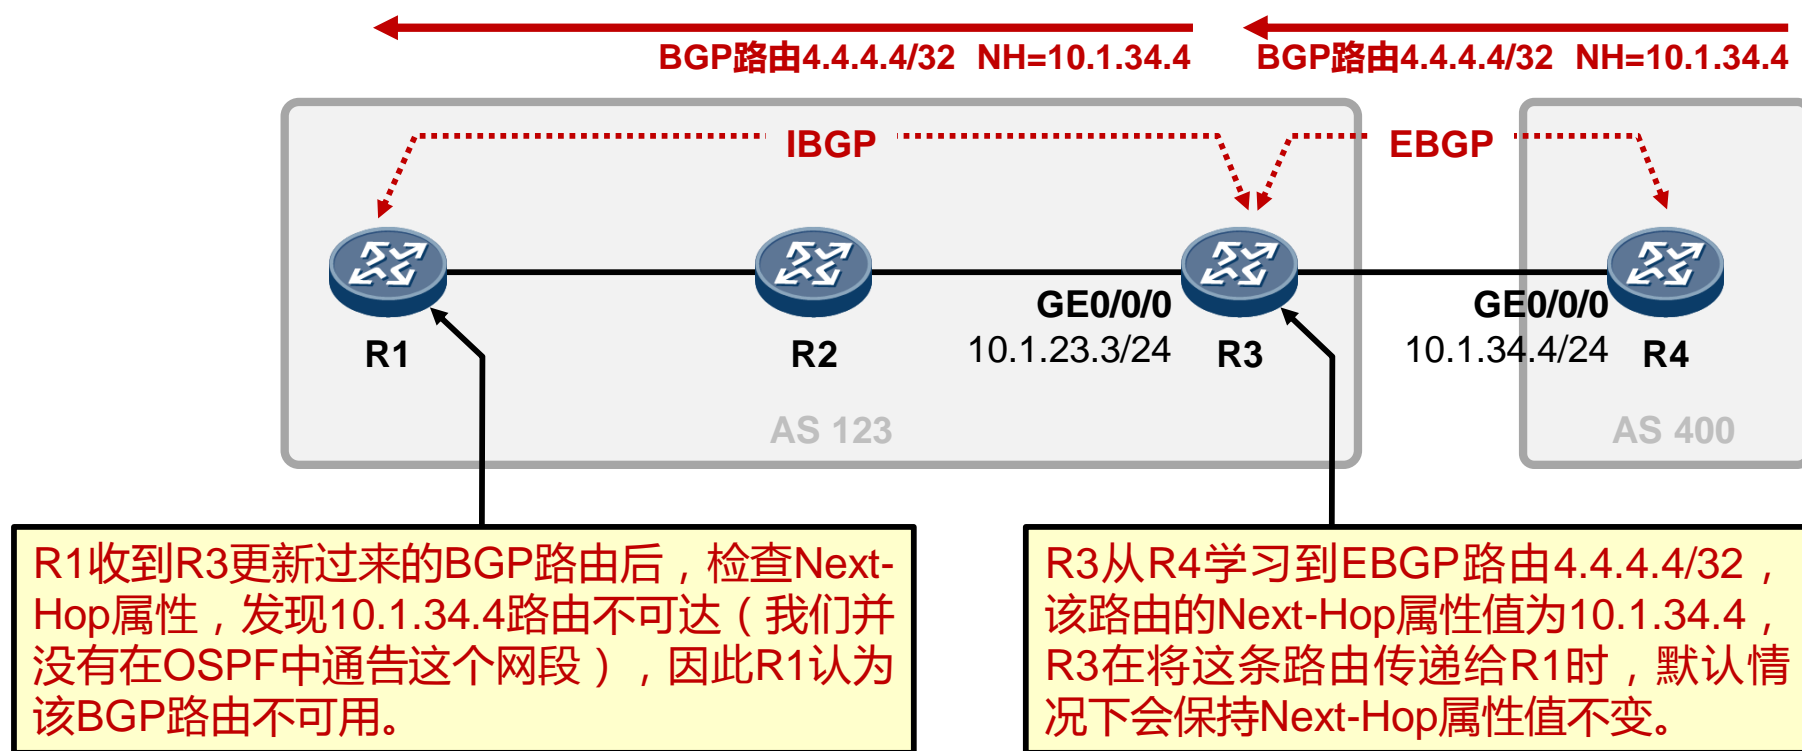 BGP路由4.4.4.4/32 NH=10.1.34.4
BGP路由4.4.4.4/32 NH=10.1.34.4
IBGP
EBGP
GE0/0/0
10.1.23.3/24
GE0/0/0
10.1.34.4/24
R1
R2
R3
R4
AS 123
AS 400
R1收到R3更新过来的BGP路由后，检查Next-
Hop属性，发现10.1.34.4路由不可达（我们并
没有在OSPF中通告这个网段），因此R1认为
该BGP路由不可用。
R3从R4学习到EBGP路由4.4.4.4/32，
该路由的Next-Hop属性值为10.1.34.4，
R3在将这条路由传递给R1时，默认情
况下会保持Next-Hop属性值不变。